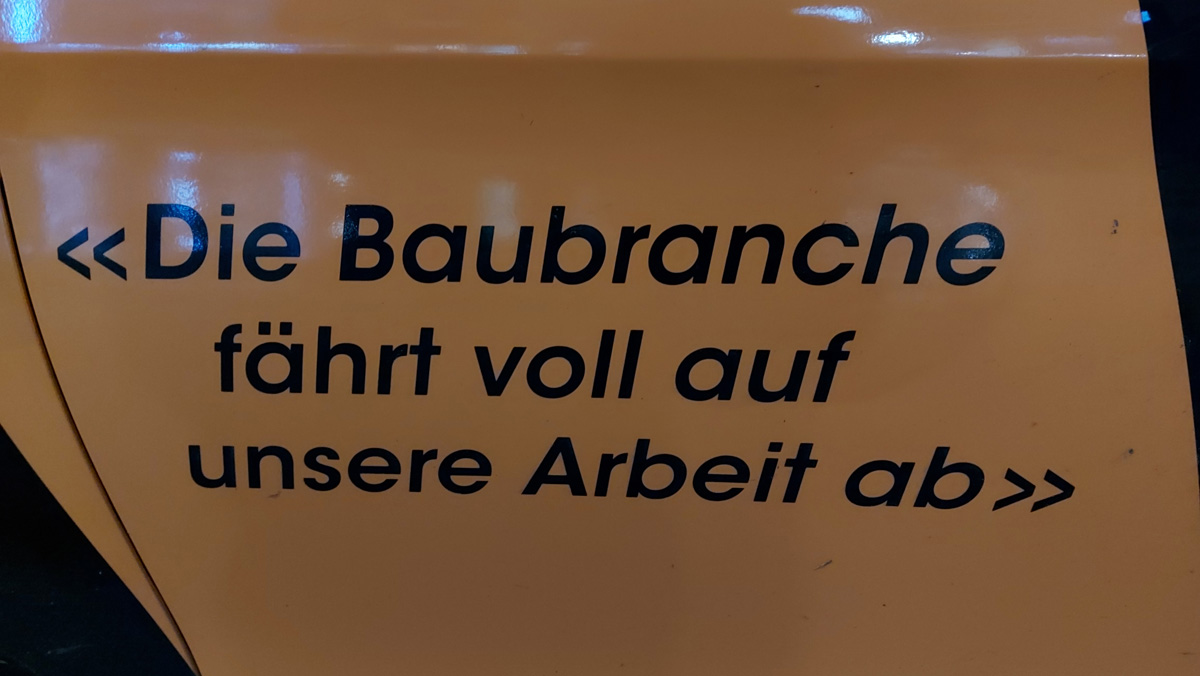 «Die Baubranche
fährt voll auf
unsere Arbeit ab»